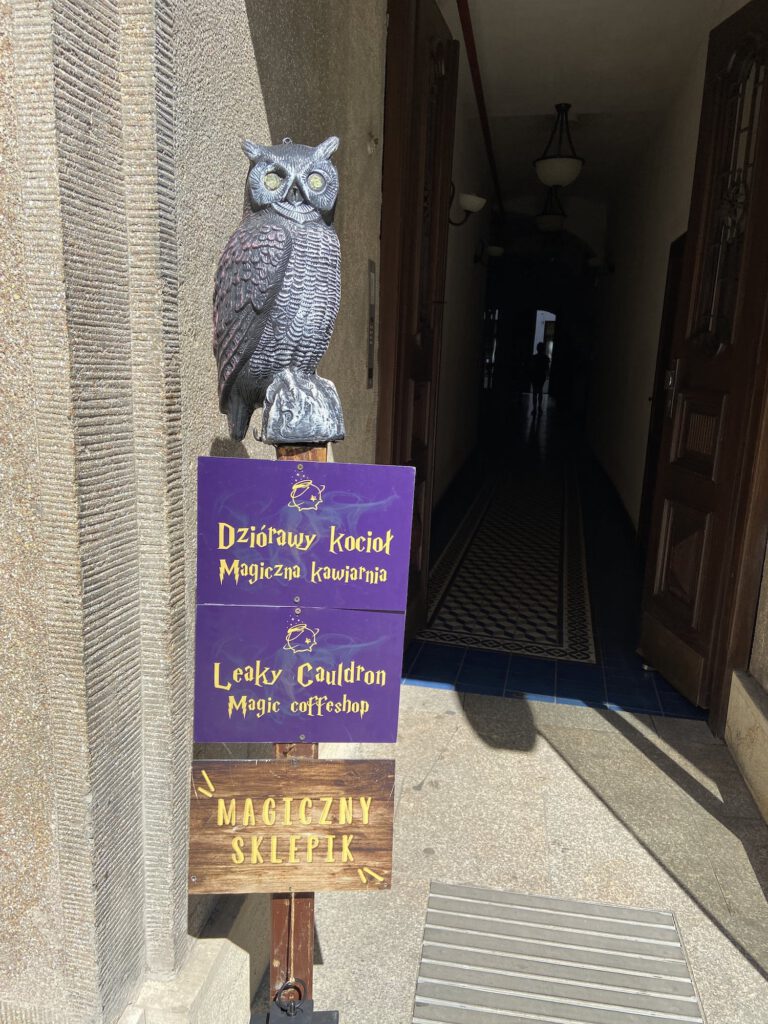 Dziórawy kocioł
Magiczna kawiarnia
Leaky Cauldron
Magic coffeshop
MAGICZNY
SKLEPIK